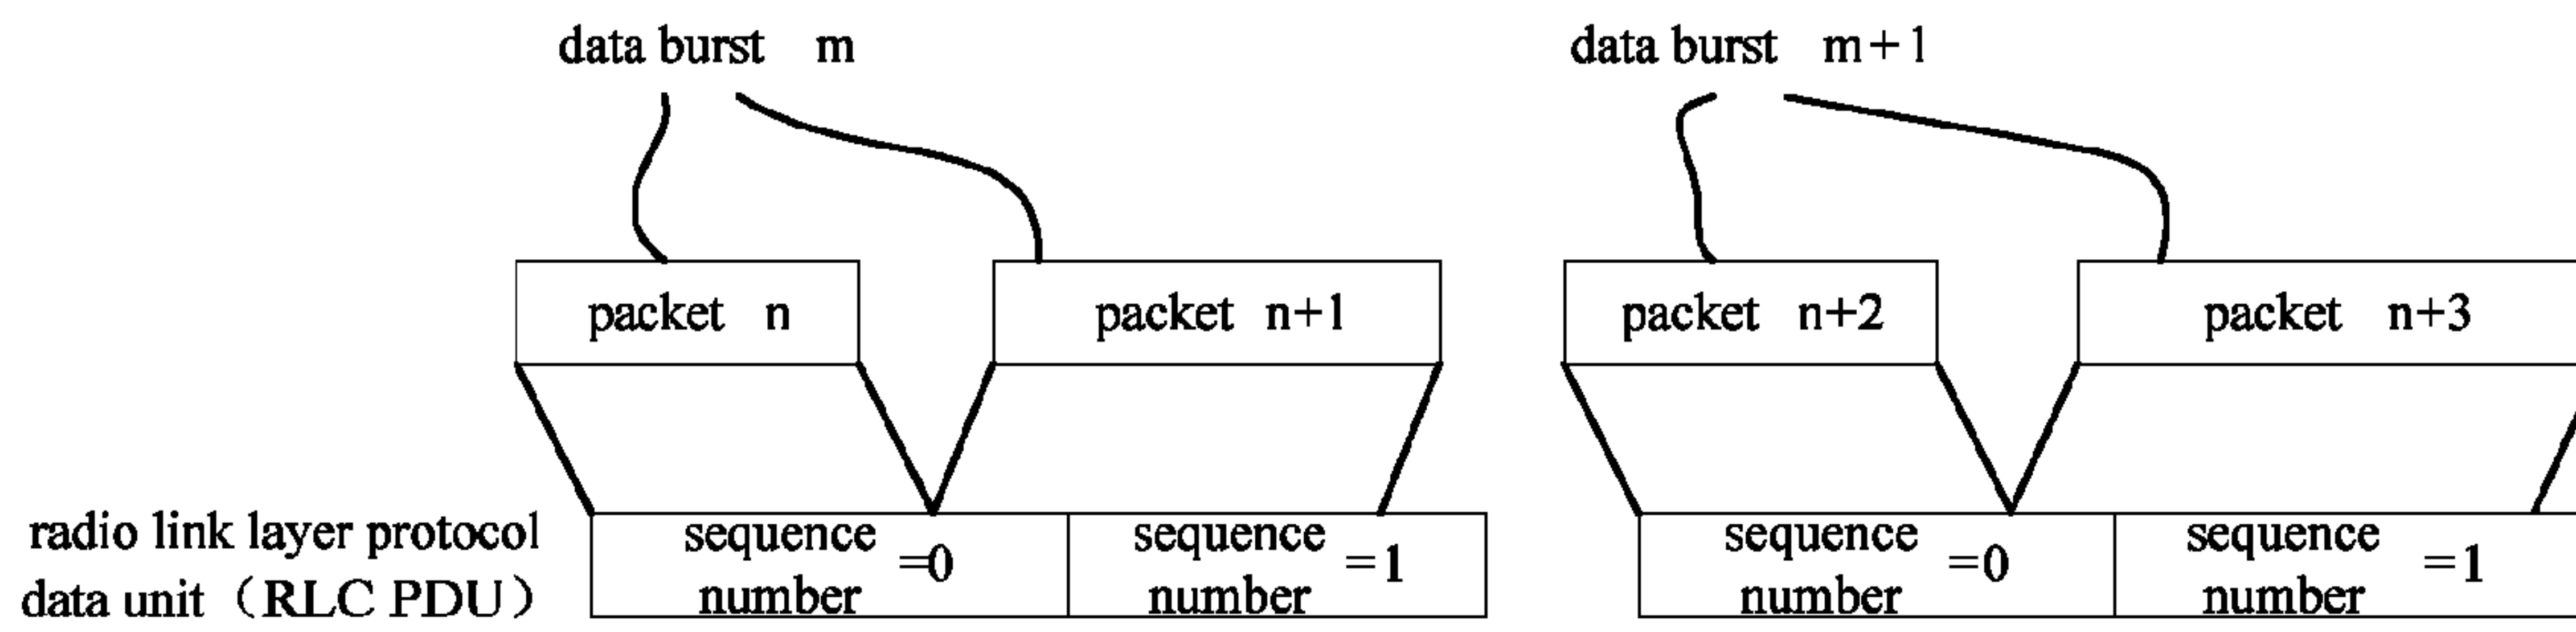 data burst m
data burst m+1
packet n
packet n+1
packet n+2
packet n+3
radio link layer protocol
data unit（RLC PDU）
sequence
number =0
sequence
number =1
sequence
number =0
sequence
number =1